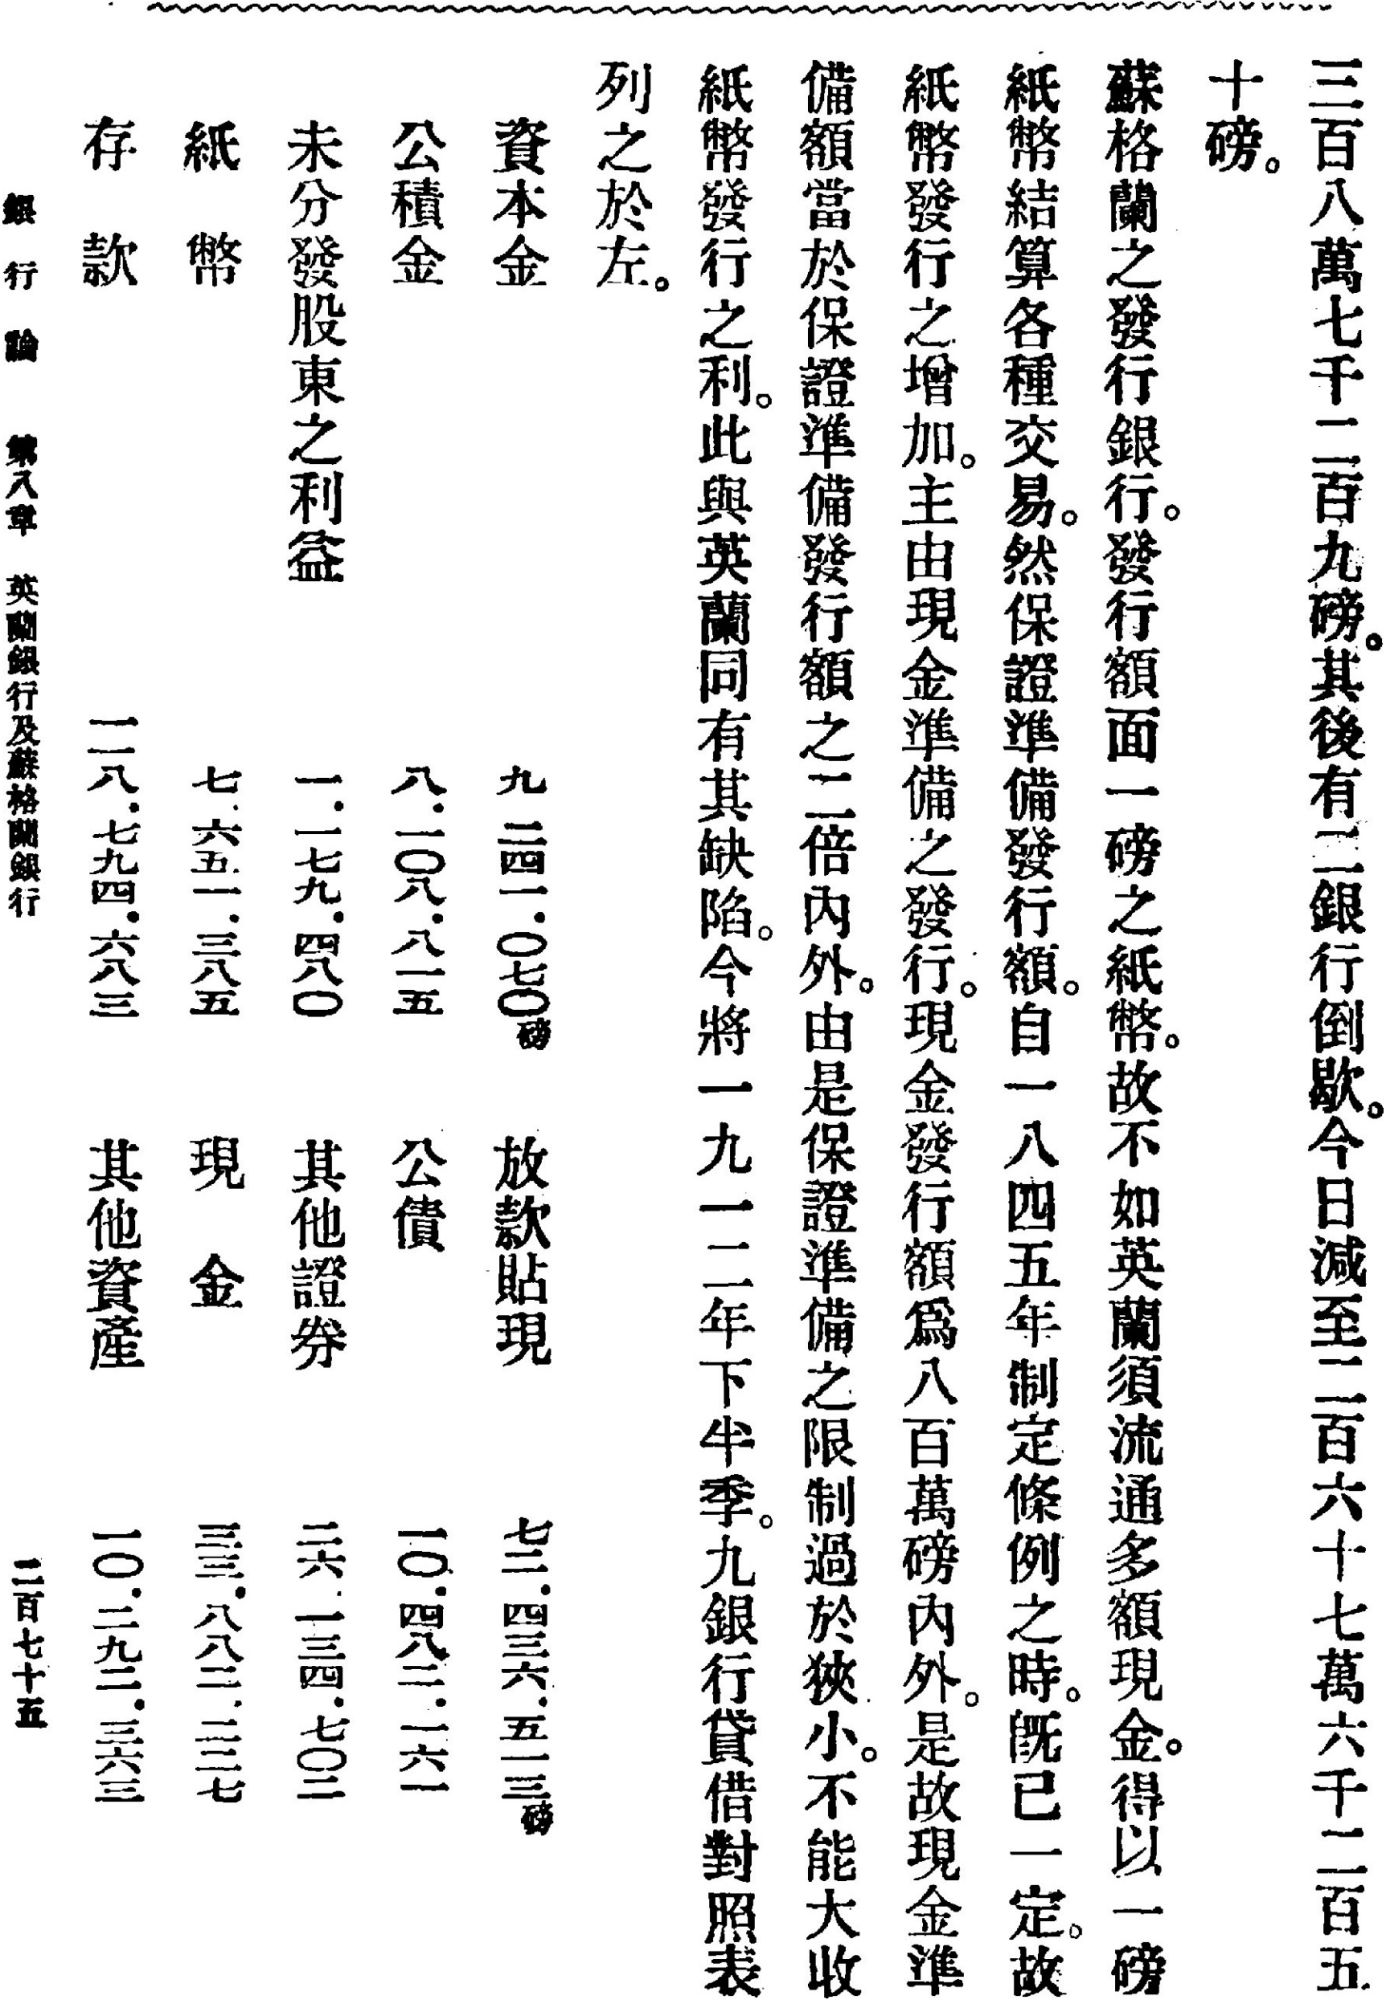 三百八萬七千二百九磅。其後有二銀行倒歇。今日減至二百六十七萬六千二百五
十磅。
蘇格蘭之發行銀行。發行額面一磅之紙幣。故不如英蘭須流通多額現金。得以一磅
紙幣結算各種交易。然保證準備發行額。自一八四五年制定條例之時。旣已一定。故
紙幣發行之增加。主由現金準備之發行。現金發行額爲八百萬磅內外。是故現金準
備額當於保證準備發行額之二倍內外。由是保證準備之限制過於狹小。不能大收
紙幣發行之利。此與英蘭同有其缺陷。今將一九一二年下半季。九銀行貸借對照表
列之於左。
資本金 九.二四一.〇七〇磅 放款貼現 七二.四三六.五一三磅
公積金 八.一〇八.八一五 公債 一〇.四八二.一六一
未分發股東之利益 一.一七九.四八〇 其他證券 二六.一三四.七〇二
紙幣 七.六五一.三八五 現金 三三.八八二.二二七
存款 一一八.七九四.六八三 其他資產 一〇.二九二.三六三
銀行論 第八章 英蘭銀行及蘇格蘭銀行 二百七十五